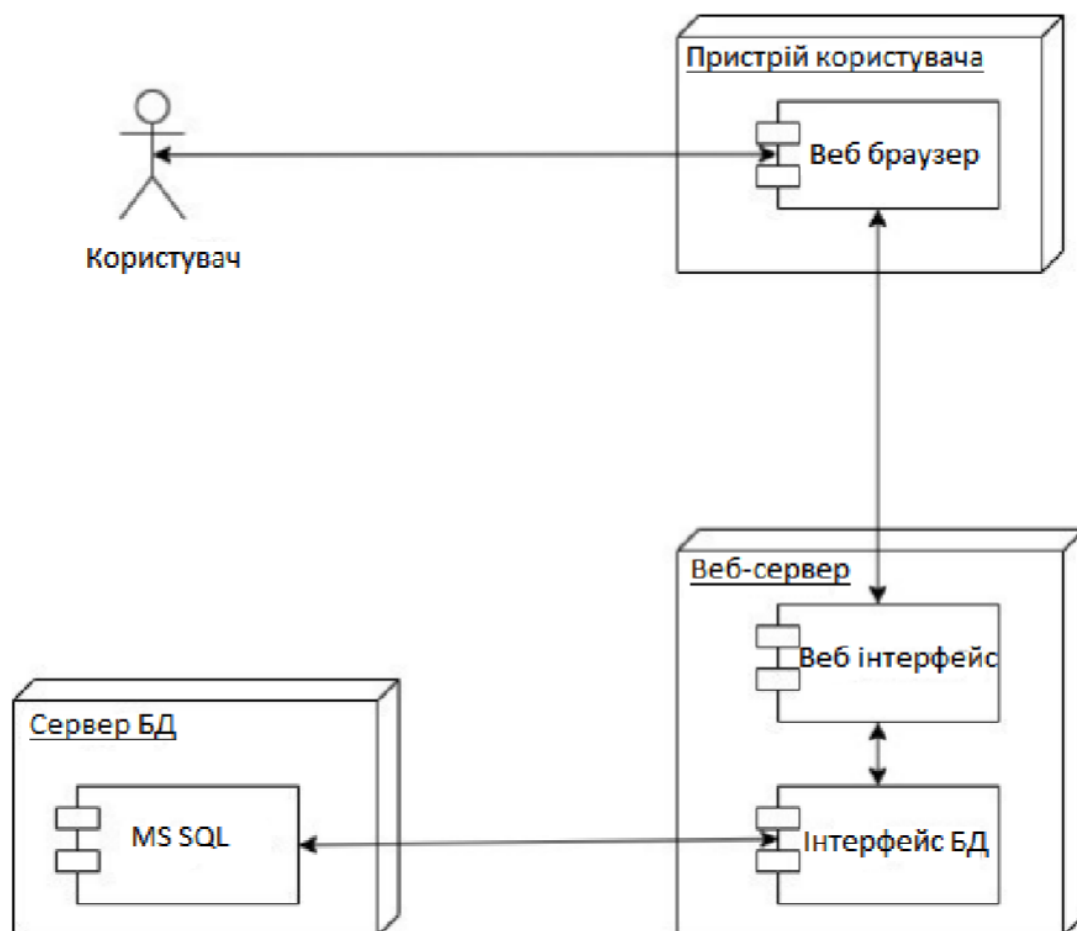 Пристрій користувача
Веб браузер
Користувач
Веб-сервер
Веб інтерфейс
Сервер БД
MS SQL
Інтерфейс БД